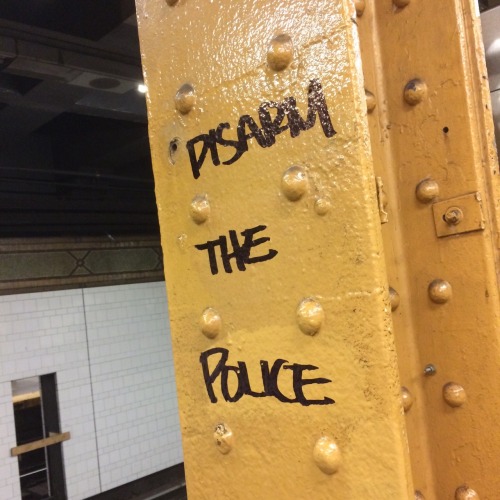 DISARM
THE
POLICE